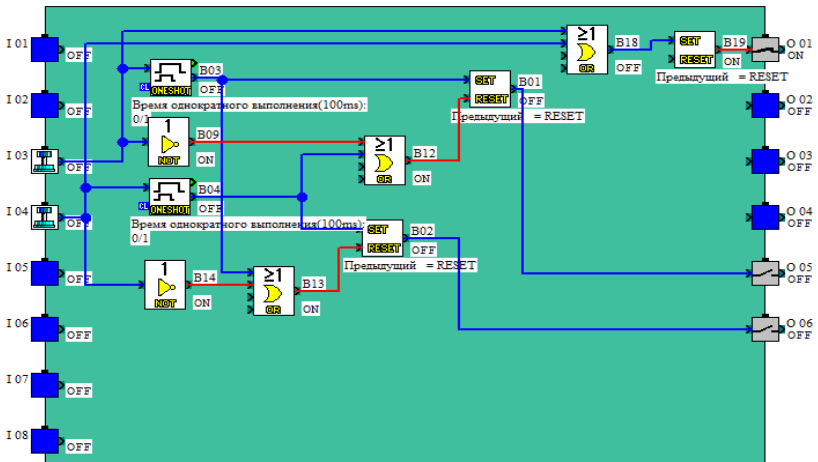 I 01
OFF
I 02
OFF
I 03
OFF
I 04
OFF
I 05
OFF
I 06
OFF
I 07
OFF
I 08
OFF
B03
OFF
CL ONESHOT
Время однократного выполнения(100ms):
0/1
1
NOT
B09
ON
B04
OFF
CL ONESHOT
Время однократного выполнения(100ms):
0/1
1
NOT
B14
ON
≥1
OR
B13
ON
≥1
OR
B12
ON
SET
RESET
B02
OFF
Предыдущий = RESET
SET
RESET
B01
OFF
Предыдущий = RESET
≥1
OR
B18
OFF
SET
RESET
B19
ON
Предыдущий = RESET
O 01
ON
O 02
OFF
O 03
OFF
O 04
OFF
O 05
OFF
O 06
OFF